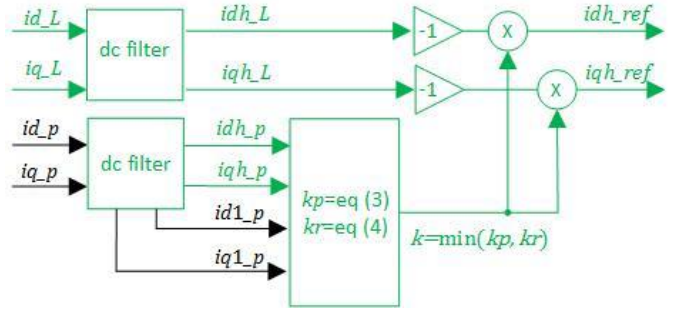 id_L
idh_L
-1
X
idh_ref
dc filter
iq_L
iqh_L
-1
X
iqh_ref
id_p
idh_p
dc filter
iq_p
iqh_p
kp=eq (3)
id1_p
kr=eq (4)
k=min(kp, kr)
iq1_p